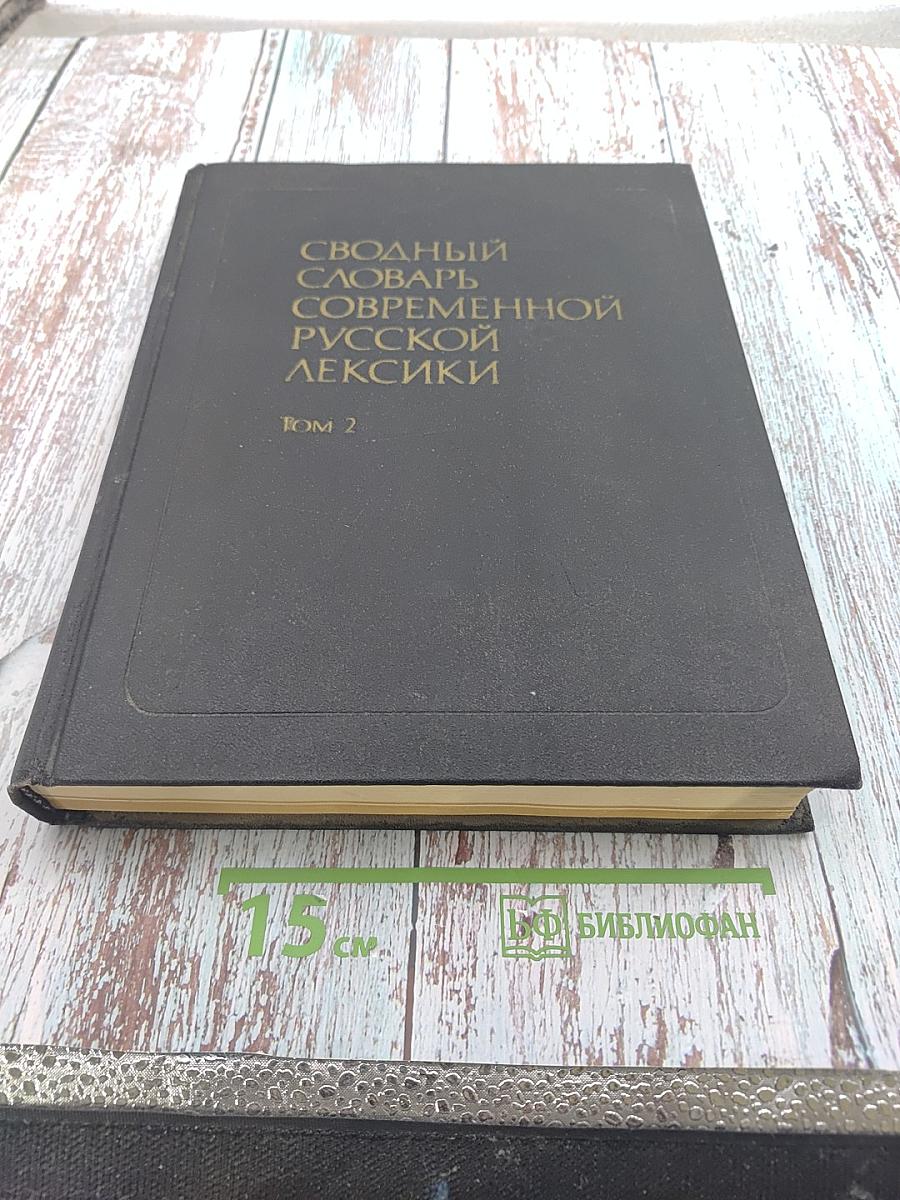 СВОДНЫЙ
СЛОВАРЬ
СОВРЕМЕННОЙ
РУССКОЙ
ЛЕКСИКИ
Том 2
15 см
БФ БИБЛИОФАН